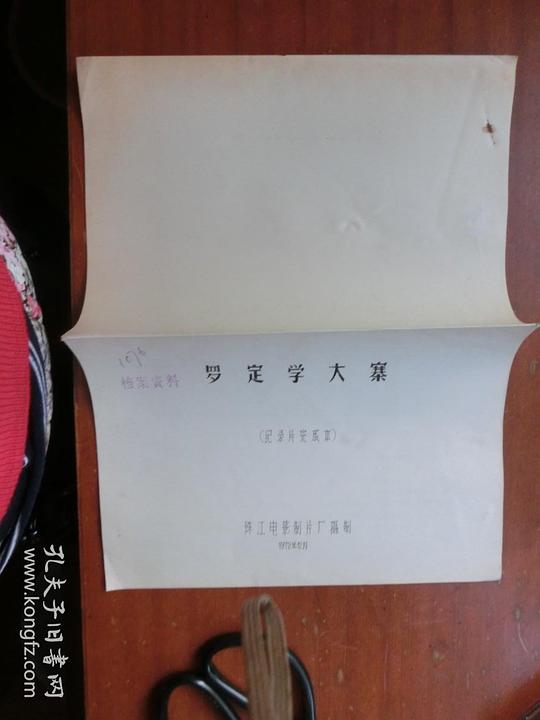 档案资料
罗定学大寨
(纪录片完成本)
珠江电影制片厂摄制
孔夫子旧书网
www.kongfz.com